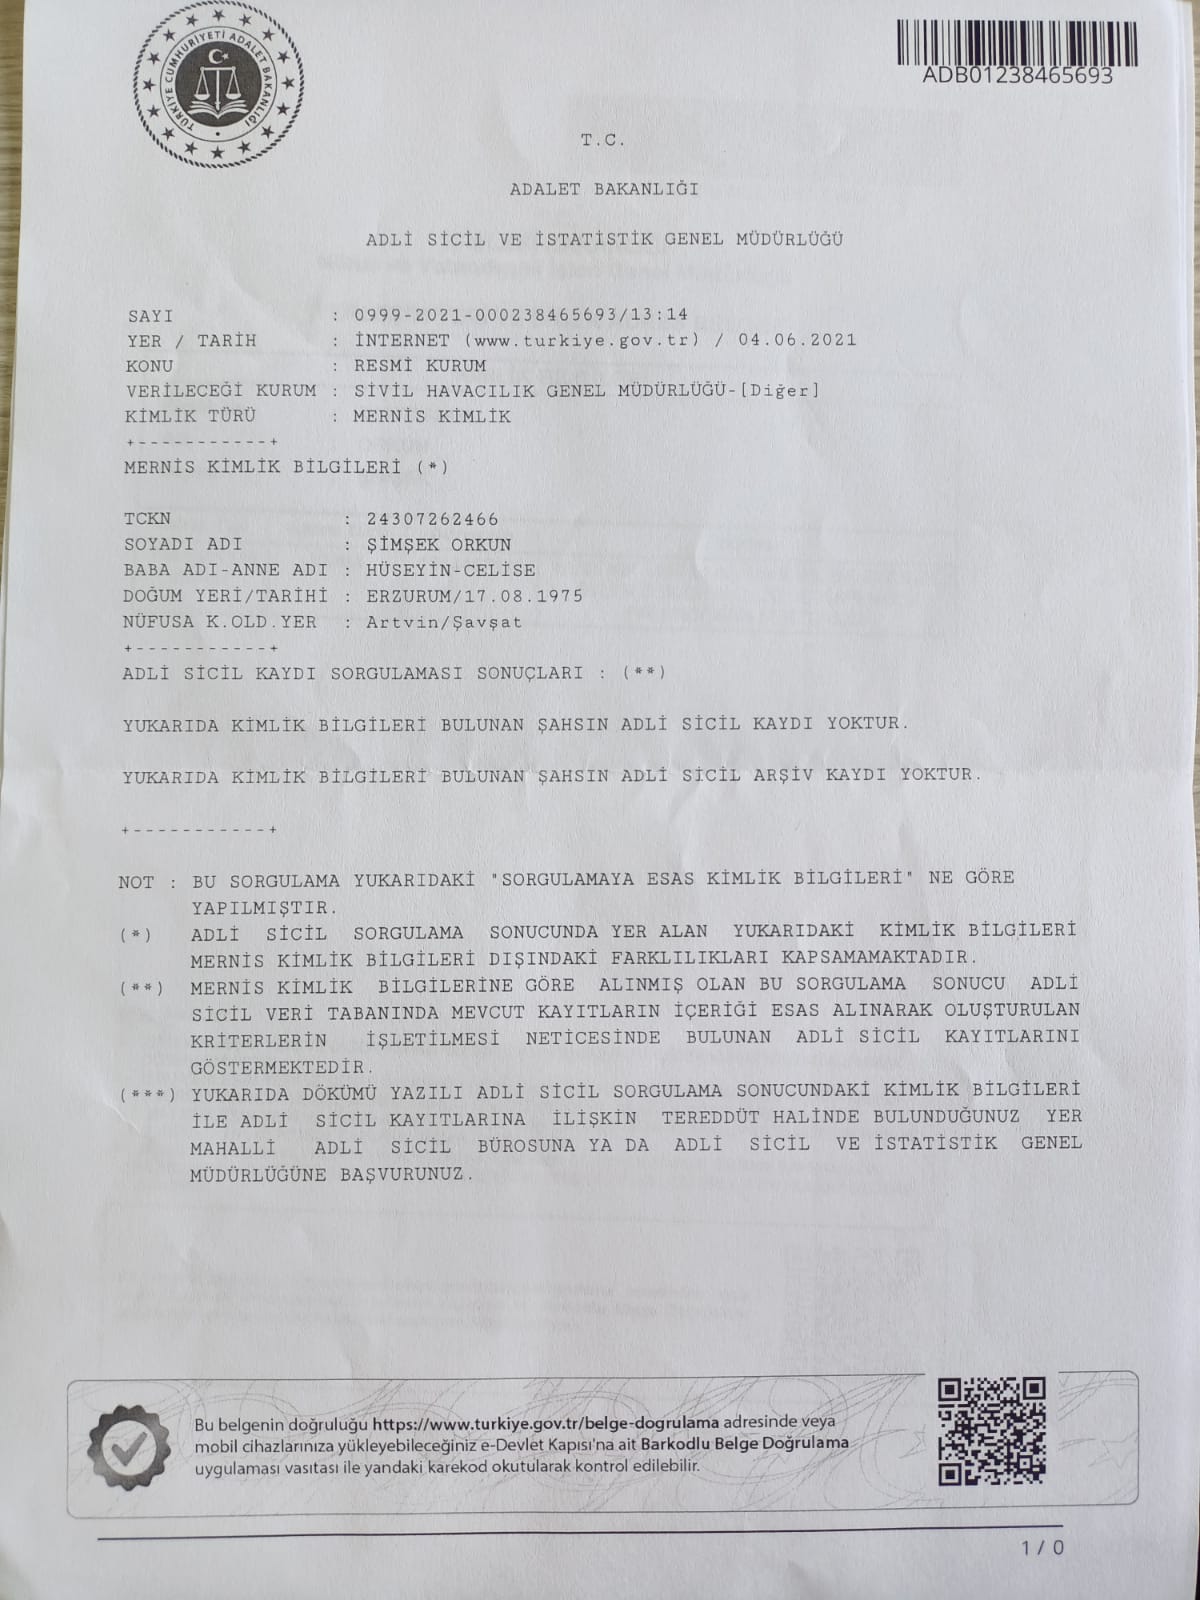 TÜRKİYE CUMHURİYETİ ADALET BAKANLIĞI
ADB01238465693
T.C.
ADALET BAKANLIĞI
ADLİ SİCİL VE İSTATİSTİK GENEL MÜDÜRLÜĞÜ
SAYI : 0999-2021-000238465693/13:14
YER / TARİH : İNTERNET (www.turkiye.gov.tr) / 04.06.2021
KONU : RESMİ KURUM
VERİLECEĞİ KURUM : SİVİL HAVACILIK GENEL MÜDÜRLÜĞÜ-[Diğer]
KİMLİK TÜRÜ : MERNİS KİMLİK
+-----------+
MERNİS KİMLİK BİLGİLERİ (*)
TCKN : 24307262466
SOYADI ADI : ŞİMŞEK ORKUN
BABA ADI-ANNE ADI : HÜSEYİN-CELİSE
DOĞUM YERİ/TARİHİ : ERZURUM/17.08.1975
NÜFUSA K.OLD.YER : Artvin/Şavşat
+-----------+
ADLİ SİCİL KAYDI SORGULAMASI SONUÇLARI : (**)
YUKARIDA KİMLİK BİLGİLERİ BULUNAN ŞAHSIN ADLİ SİCİL KAYDI YOKTUR.
YUKARIDA KİMLİK BİLGİLERİ BULUNAN ŞAHSIN ADLİ SİCİL ARŞİV KAYDI YOKTUR.
+-----------+
NOT : BU SORGULAMA YUKARIDAKİ "SORGULAMAYA ESAS KİMLİK BİLGİLERİ" NE GÖRE
YAPILMIŞTIR.
(*) ADLİ SİCİL SORGULAMA SONUCUNDA YER ALAN YUKARIDAKİ KİMLİK BİLGİLERİ
MERNİS KİMLİK BİLGİLERİ DIŞINDAKİ FARKLILIKLARI KAPSAMAMAKTADIR.
(**) MERNİS KİMLİK BİLGİLERİNE GÖRE ALINMIŞ OLAN BU SORGULAMA SONUCU ADLİ
SİCİL VERİ TABANINDA MEVCUT KAYITLARIN İÇERİĞİ ESAS ALINARAK OLUŞTURULAN
KRİTERLERİN İŞLETİLMESİ NETİCESİNDE BULUNAN ADLİ SİCİL KAYITLARINI
GÖSTERMEKTEDİR.
(***) YUKARIDA DÖKÜMÜ YAZILI ADLİ SİCİL SORGULAMA SONUCUNDAKİ KİMLİK BİLGİLERİ
İLE ADLİ SİCİL KAYITLARINA İLİŞKİN TEREDDÜT HALİNDE BULUNDUĞUNUZ YER
MAHALLİ ADLİ SİCİL BÜROSUNA YA DA ADLİ SİCİL VE İSTATİSTİK GENEL
MÜDÜRLÜĞÜNE BAŞVURUNUZ.
Bu belgenin doğruluğu https://www.turkiye.gov.tr/belge-dogrulama adresinde veya
mobil cihazlarınıza yükleyebileceğiniz e-Devlet Kapısı'na ait Barkodlu Belge Doğrulama
uygulaması vasıtası ile yandaki karekod okutularak kontrol edilebilir.
1 / 0